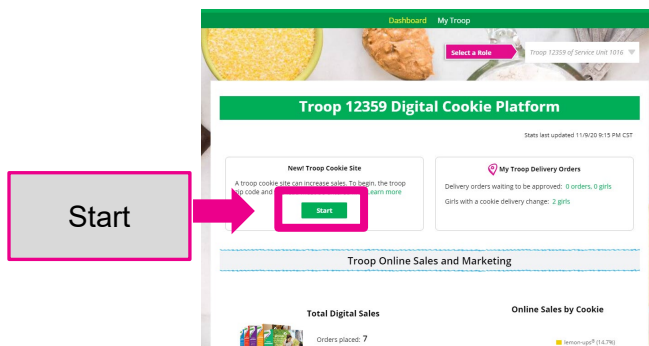 Dashboard My Troop
Select a Role
Troop 12359 of Service Unit 1016
Troop 12359 Digital Cookie Platform
Stats last updated 11/9/20 9:15 PM CST
New! Troop Cookie Site
A troop cookie site can increase sales. To begin, the troop
zip code and
earn more
Start
My Troop Delivery Orders
Delivery orders waiting to be approved: 0 orders, 0 girls
Girls with a cookie delivery change: 2 girls
Start
Troop Online Sales and Marketing
Total Digital Sales
Orders placed: 7
Online Sales by Cookie
lemon-ups® (14.7%)